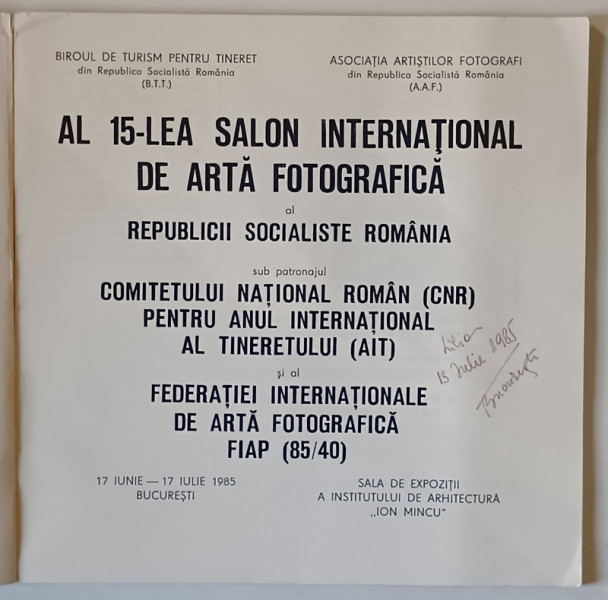 BIROUL DE TURISM PENTRU TINERET
din Republica Socialistă România
(B.T.T.)
ASOCIAȚIA ARTIȘTILOR FOTOGRAFI
din Republica Socialistă România
(A.A.F.)
AL 15-LEA SALON INTERNAȚIONAL
DE ARTĂ FOTOGRAFICĂ
al
REPUBLICII SOCIALISTE ROMÂNIA
sub patronajul
COMITETULUI NAȚIONAL ROMÂN (CNR)
PENTRU ANUL INTERNAȚIONAL
AL TINERETULUI (AIT)
și al
FEDERAȚIEI INTERNAȚIONALE
DE ARTĂ FOTOGRAFICĂ
FIAP (85/40)
Lilian
13 Iulie 1985
București
17 IUNIE — 17 IULIE 1985
BUCUREȘTI
SALA DE EXPOZIȚII
A INSTITUTULUI DE ARHITECTURĂ
„ION MINCU"